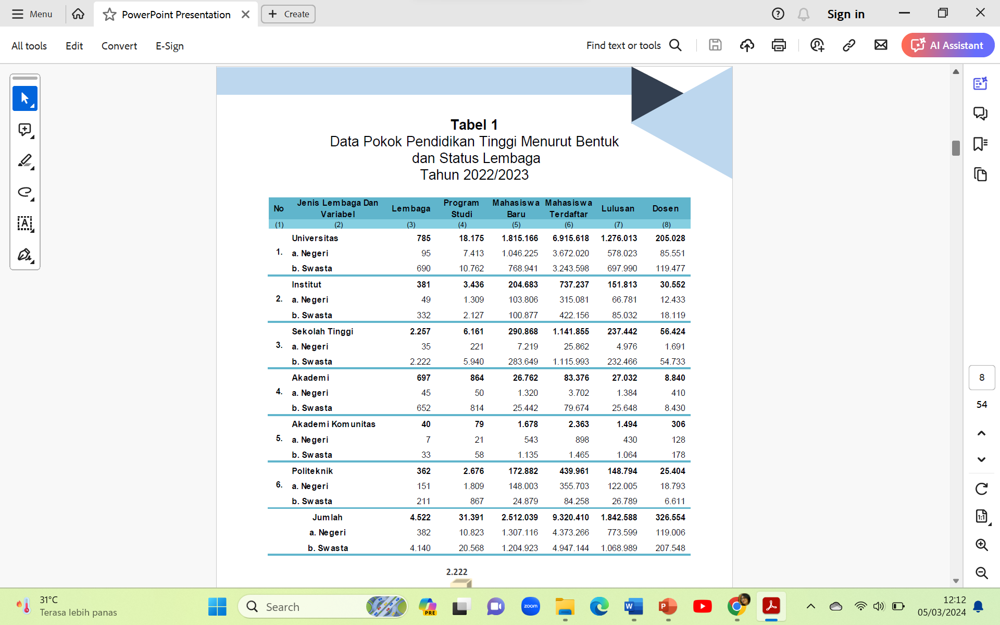 Menu
PowerPoint Presentation
Create
Sign in
All tools Edit Convert E-Sign
Find text or tools
AI Assistant
Tabel 1
Data Pokok Pendidikan Tinggi Menurut Bentuk
dan Status Lembaga
Tahun 2022/2023
No Jenis Lembaga Dan Variabel Lembaga Program Studi Mahasiswa Baru Mahasiswa Terdaftar Lulusan Dosen
(1) (2) (3) (4) (5) (6) (7) (8)
Universitas 785 18.175 1.815.166 6.915.618 1.276.013 205.028
1. a. Negeri 95 7.413 1.046.225 3.672.020 578.023 85.551
b. Swasta 690 10.762 768.941 3.243.598 697.990 119.477
Institut 381 3.436 204.683 737.237 151.813 30.552
2. a. Negeri 49 1.309 103.806 315.081 66.781 12.433
b. Swasta 332 2.127 100.877 422.156 85.032 18.119
Sekolah Tinggi 2.257 6.161 290.868 1.141.855 237.442 56.424
3. a. Negeri 35 221 7.219 25.862 4.976 1.691
b. Swasta 2.222 5.940 283.649 1.115.993 232.466 54.733
Akademi 697 864 26.762 83.376 27.032 8.840
4. a. Negeri 45 50 1.320 3.702 1.384 410
b. Swasta 652 814 25.442 79.674 25.648 8.430
Akademi Komunitas 40 79 1.678 2.363 1.494 306
5. a. Negeri 7 21 543 898 430 128
b. Swasta 33 58 1.135 1.465 1.064 178
Politeknik 362 2.676 172.882 439.961 148.794 25.404
6. a. Negeri 151 1.809 148.003 355.703 122.005 18.793
b. Swasta 211 867 24.879 84.258 26.789 6.611
Jumlah 4.522 31.391 2.512.039 9.320.410 1.842.588 326.554
a. Negeri 382 10.823 1.307.116 4.373.266 773.599 119.006
b. Swasta 4.140 20.568 1.204.923 4.947.144 1.068.989 207.548
2.222
8
54
1:1
31°C
Terasa lebih panas
Search
PRE
zoom
W
P
12:12
05/03/2024